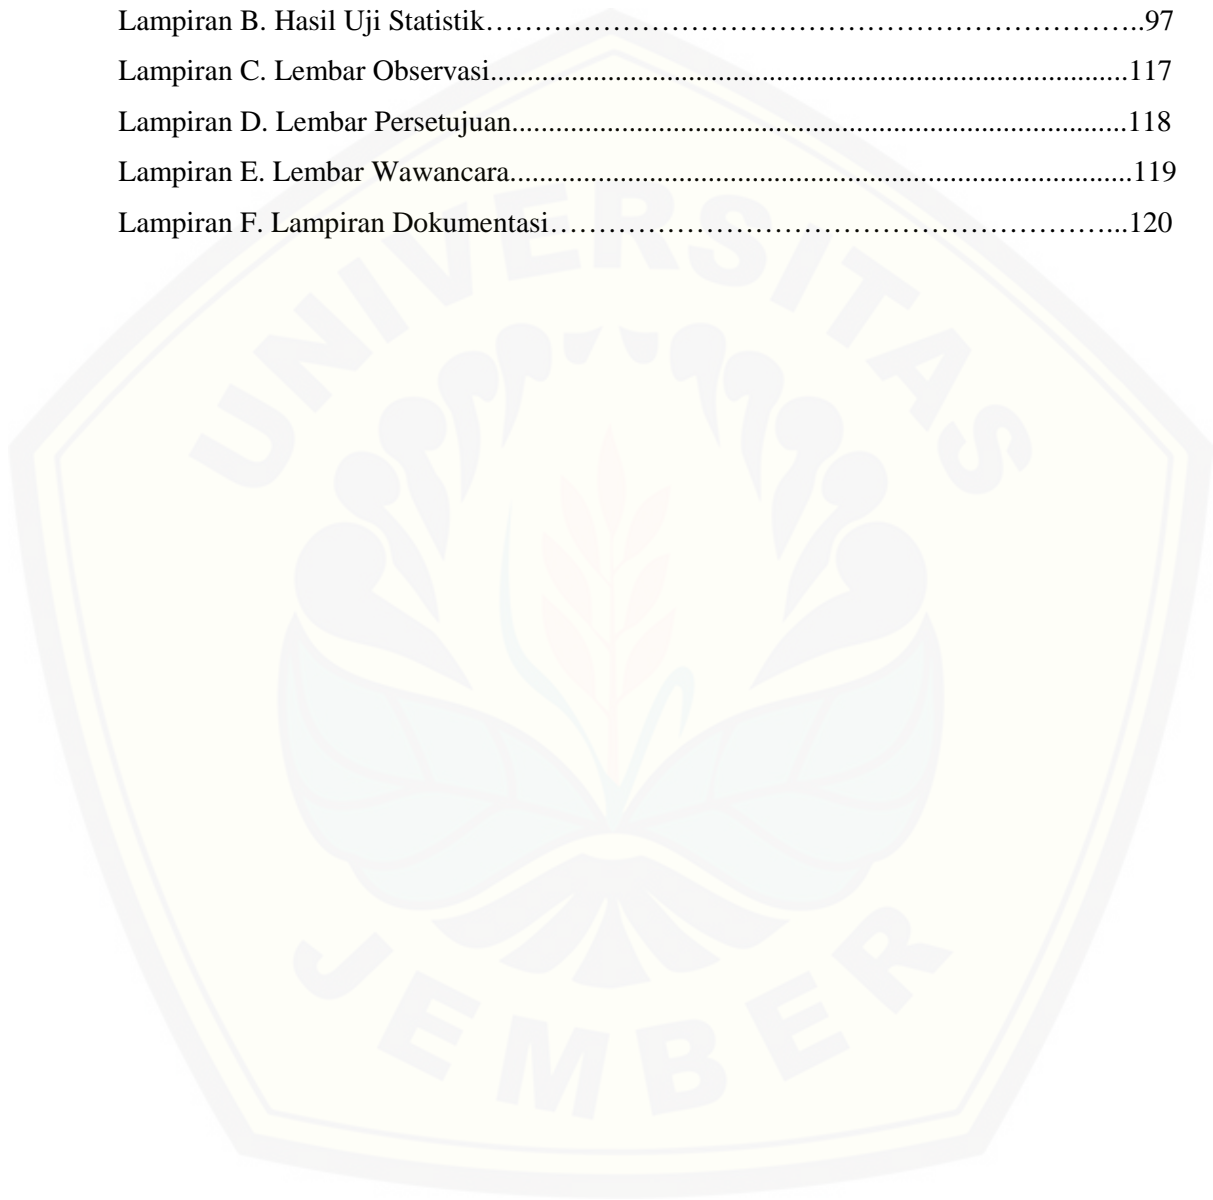 Lampiran B. Hasil Uji Statistik…………………………………………………………..97
Lampiran C. Lembar Observasi.....................................................................................117
Lampiran D. Lembar Persetujuan..................................................................................118
Lampiran E. Lembar Wawancara...................................................................................119
Lampiran F. Lampiran Dokumentasi…………………………………………………...120
UNIVERSITAS
JEMBER